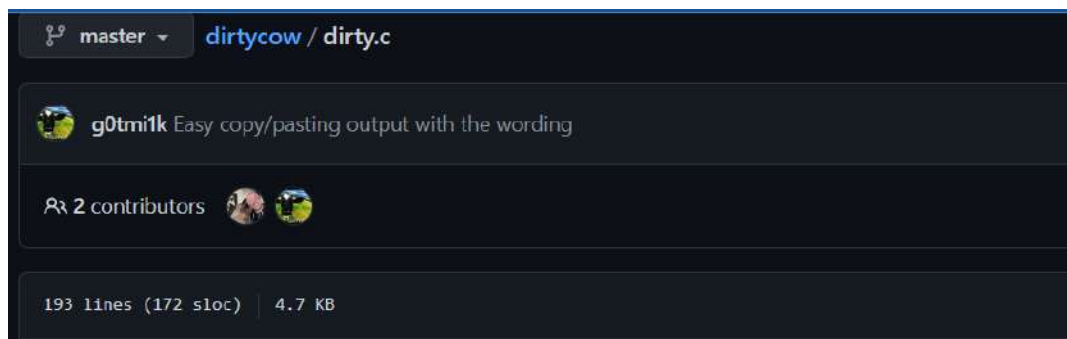 master
dirtycow / dirty.c
g0tmi1k Easy copy/pasting output with the wording
2 contributors
193 lines (172 sloc) | 4.7 KB